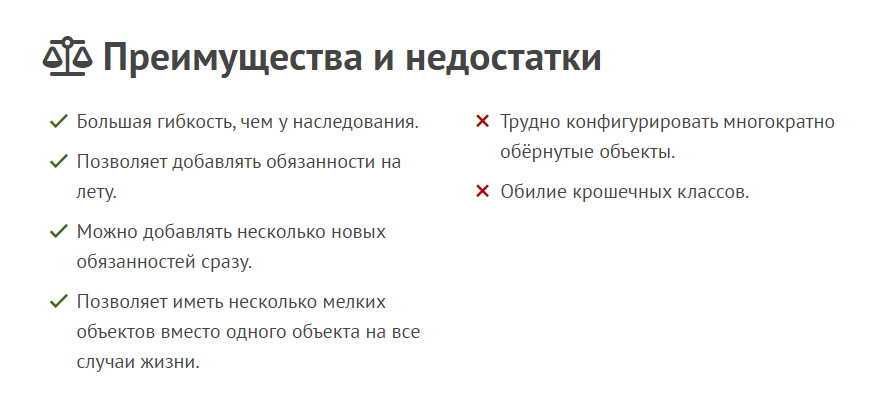 Преимущества и недостатки
Большая гибкость, чем у наследования.
Позволяет добавлять обязанности на
лету.
Можно добавлять несколько новых
обязанностей сразу.
Позволяет иметь несколько мелких
объектов вместо одного объекта на все
случаи жизни.
Трудно конфигурировать многократно
обёрнутые объекты.
Обилие крошечных классов.